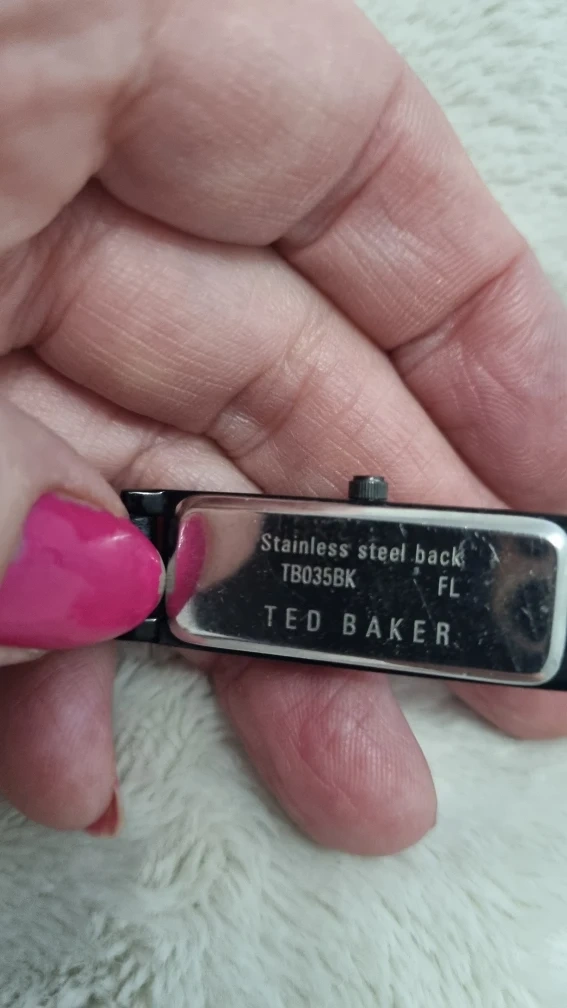 Stainless steel back
TB035BK FL
TED BAKER